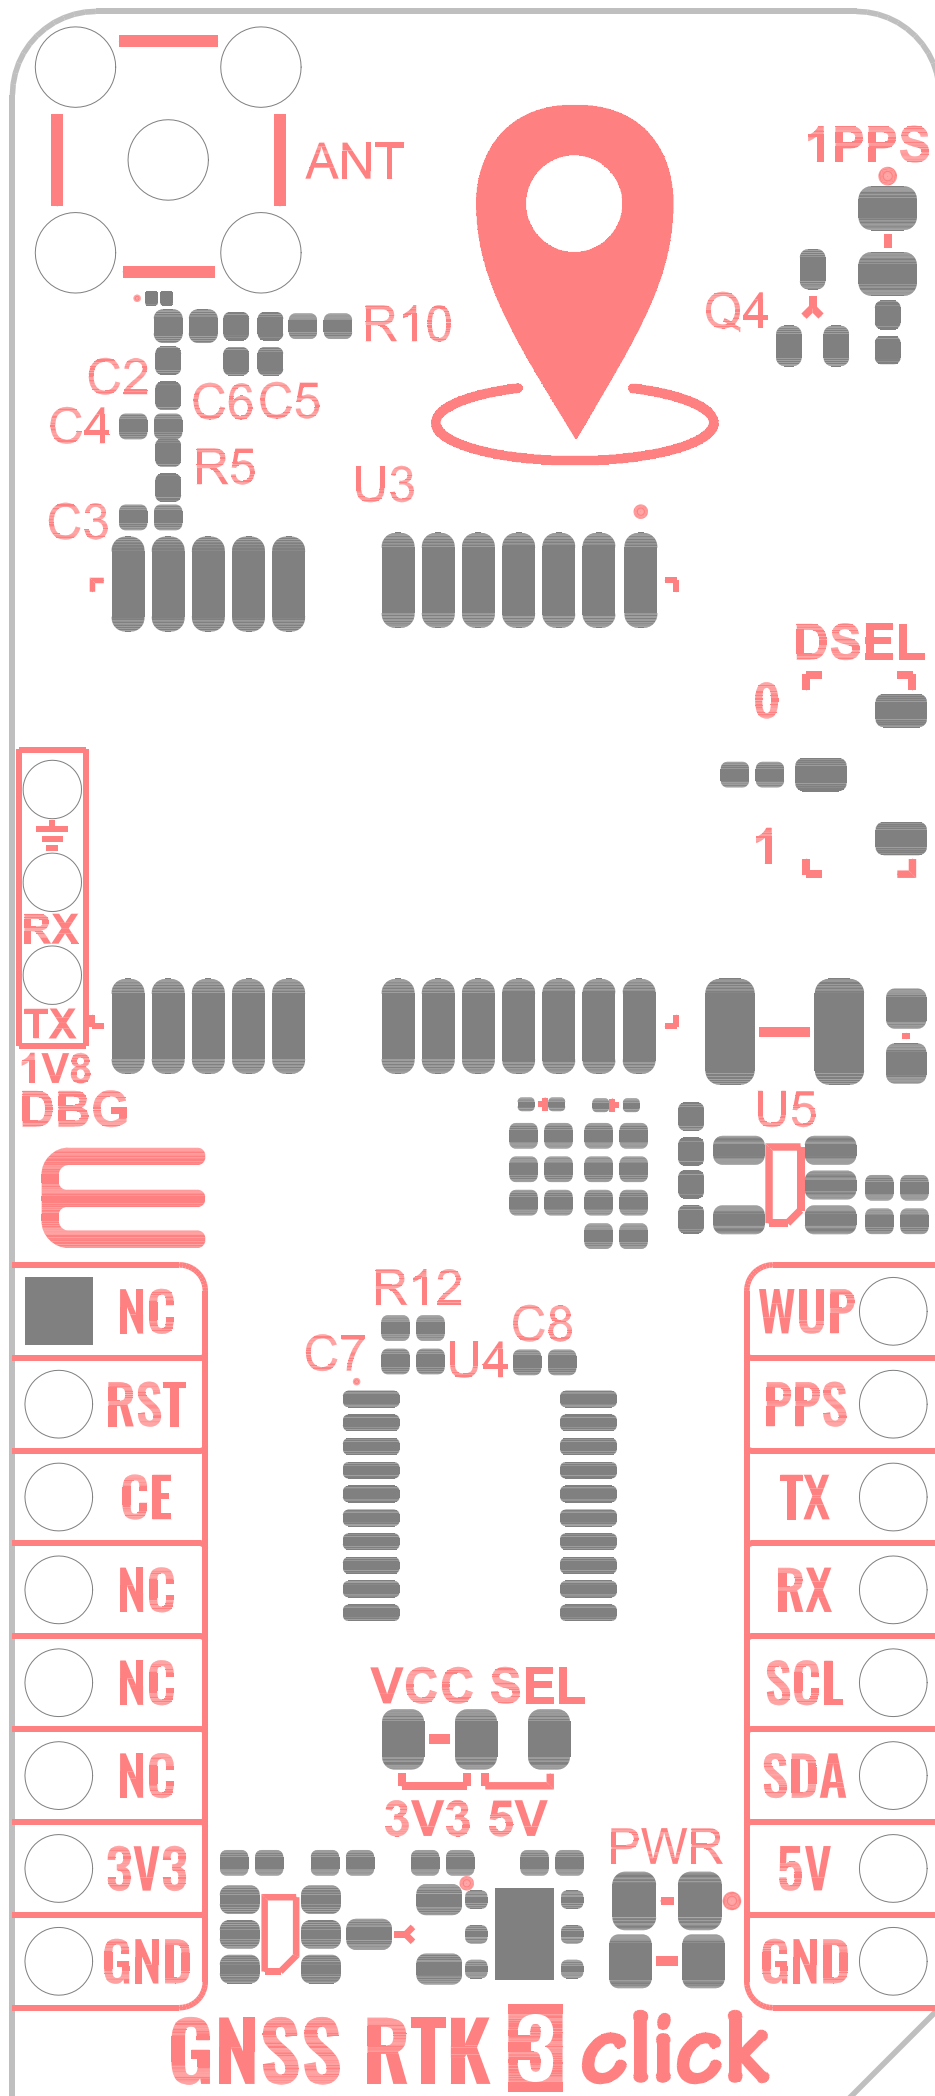 ANT
1PPS
Q4
R10
C2
C6 C5
C4
R5
U3
C3
DSEL
0
1
RX
TX
1V8
DBG
U5
R12
C8
C7
U4
NC
WUP
RST
PPS
CE
TX
NC
RX
NC
SCL
NC
SDA
3V3
5V
GND
GND
VCC SEL
3V3 5V
PWR
GNSS RTK 3 click